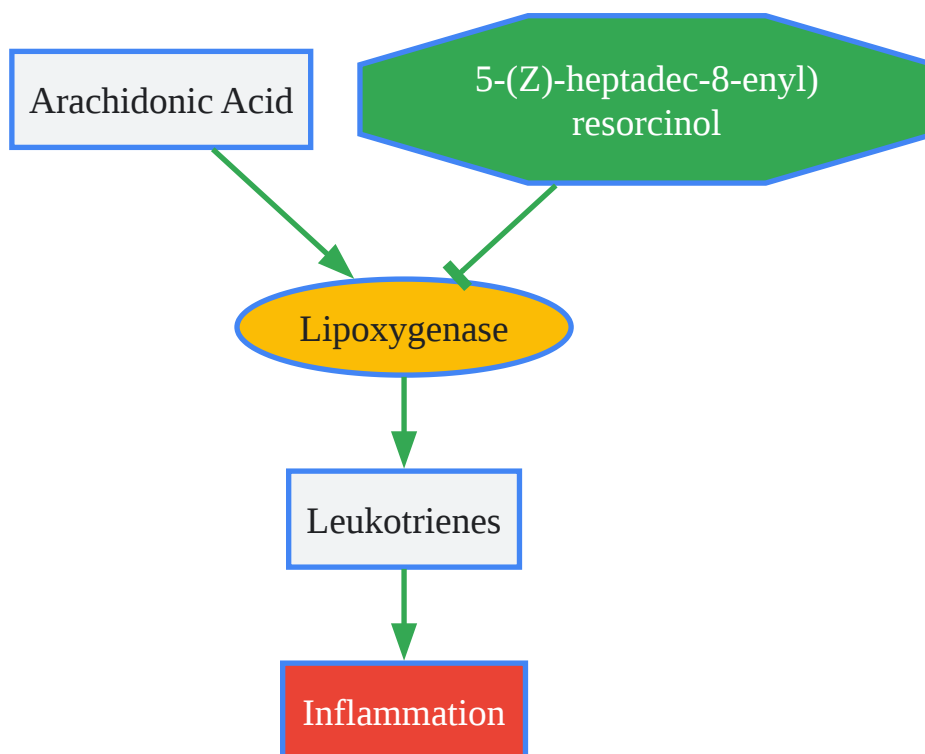 Arachidonic Acid
5-(Z)-heptadec-8-enyl)
resorcinol
Lipoxygenase
Leukotrienes
Inflammation